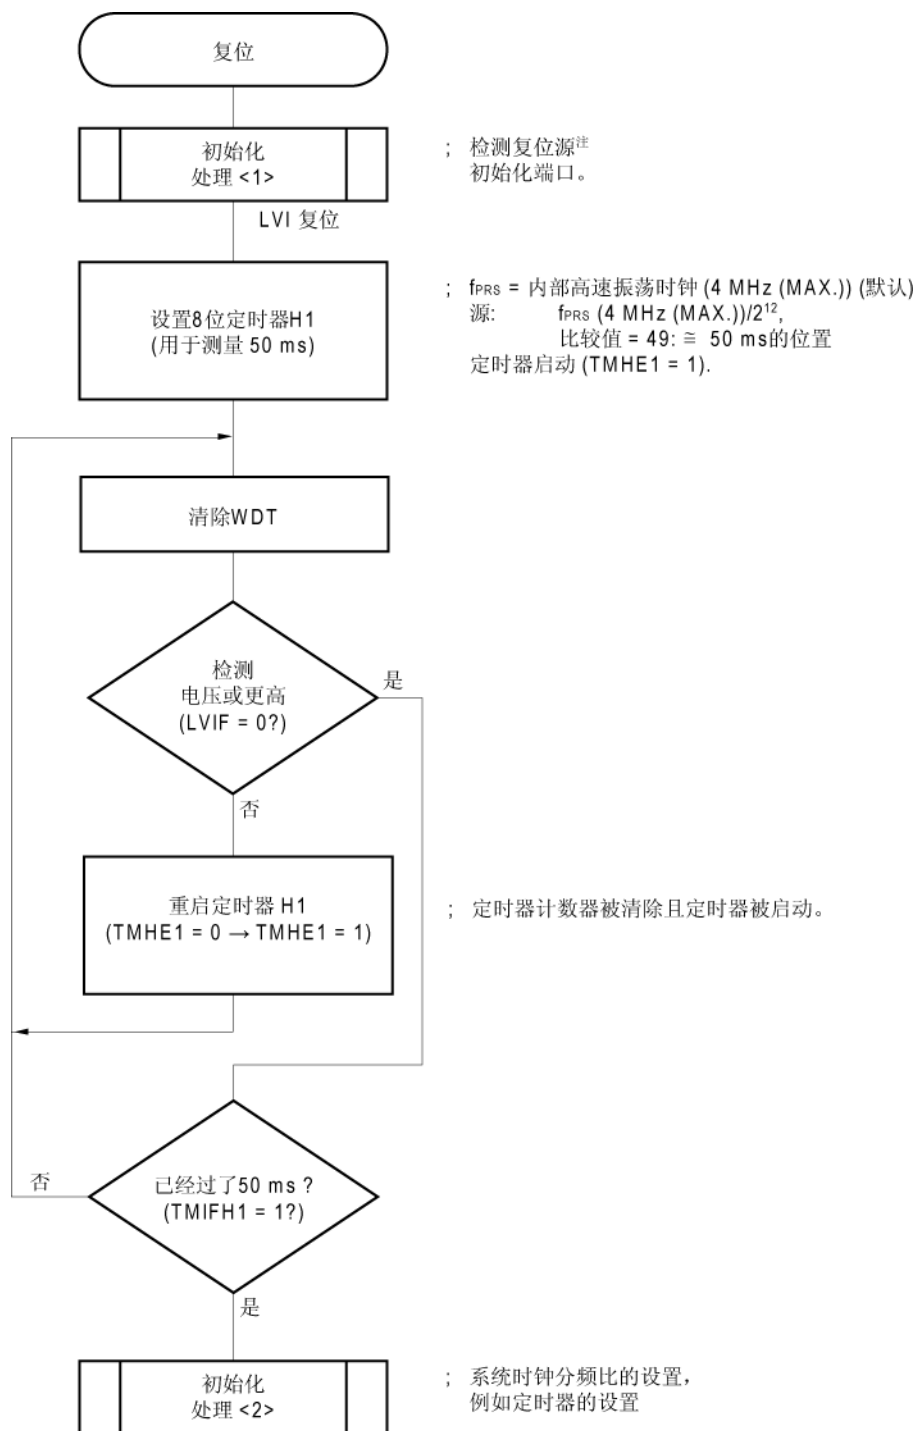 复位
初始化
处理 <1>
; 检测复位源注
初始化端口。
LVI 复位
设置8位定时器H1
(用于测量 50 ms)
; fPRS = 内部高速振荡时钟 (4 MHz (MAX.)) (默认)
源: fPRS (4 MHz (MAX.))/2¹²,
比较值 = 49: ≅ 50 ms的位置
定时器启动 (TMHE1 = 1).
清除WDT
检测
电压或更高
(LVIF = 0?)
是
否
重启定时器 H1
(TMHE1 = 0 → TMHE1 = 1)
; 定时器计数器被清除且定时器被启动。
已经过了50 ms ?
(TMIFH1 = 1?)
否
是
初始化
处理 <2>
; 系统时钟分频比的设置，
例如定时器的设置